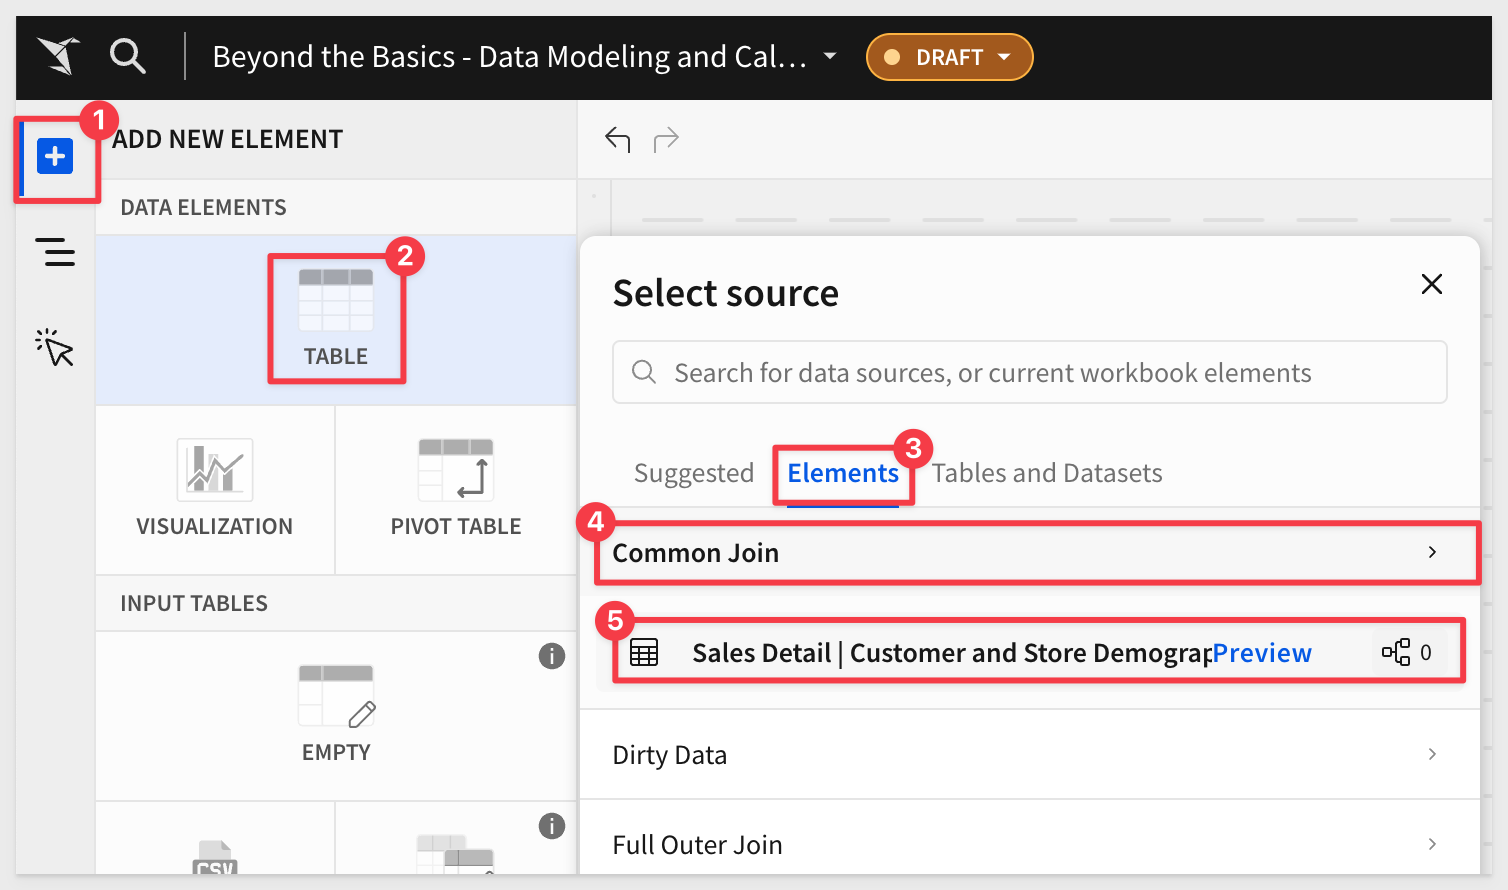 Beyond the Basics - Data Modeling and Cal...
DRAFT
1
ADD NEW ELEMENT
DATA ELEMENTS
2
TABLE
VISUALIZATION
PIVOT TABLE
INPUT TABLES
EMPTY
CSV
Select source
Search for data sources, or current workbook elements
Suggested
Elements
3
Tables and Datasets
4
Common Join
5
Sales Detail | Customer and Store Demograp
Preview
0
Dirty Data
Full Outer Join